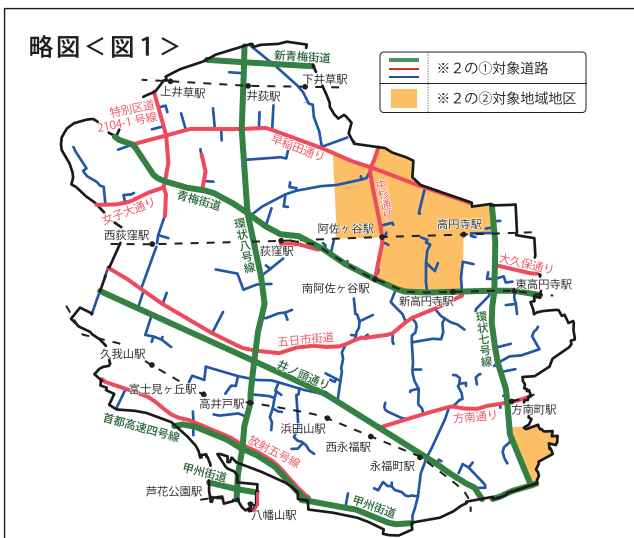 略図＜図1＞
新青梅街道
※２の①対象道路
※２の②対象地域地区
上井草駅
井荻駅
下井草駅
特別区道
2104-1 号線
早稲田通り
中杉通り
女子大通り
青梅街道
環状八号線
阿佐ヶ谷駅
高円寺駅
西荻窪駅
荻窪駅
大久保通り
南阿佐ヶ谷駅
新高円寺駅
東高円寺駅
環状七号線
五日市街道
井ノ頭通り
久我山駅
富士見ヶ丘駅
高井戸駅
浜田山駅
西永福駅
永福町駅
方南通り
方南町駅
首都高速四号線
放射五号線
甲州街道
芦花公園駅
八幡山駅
甲州街道